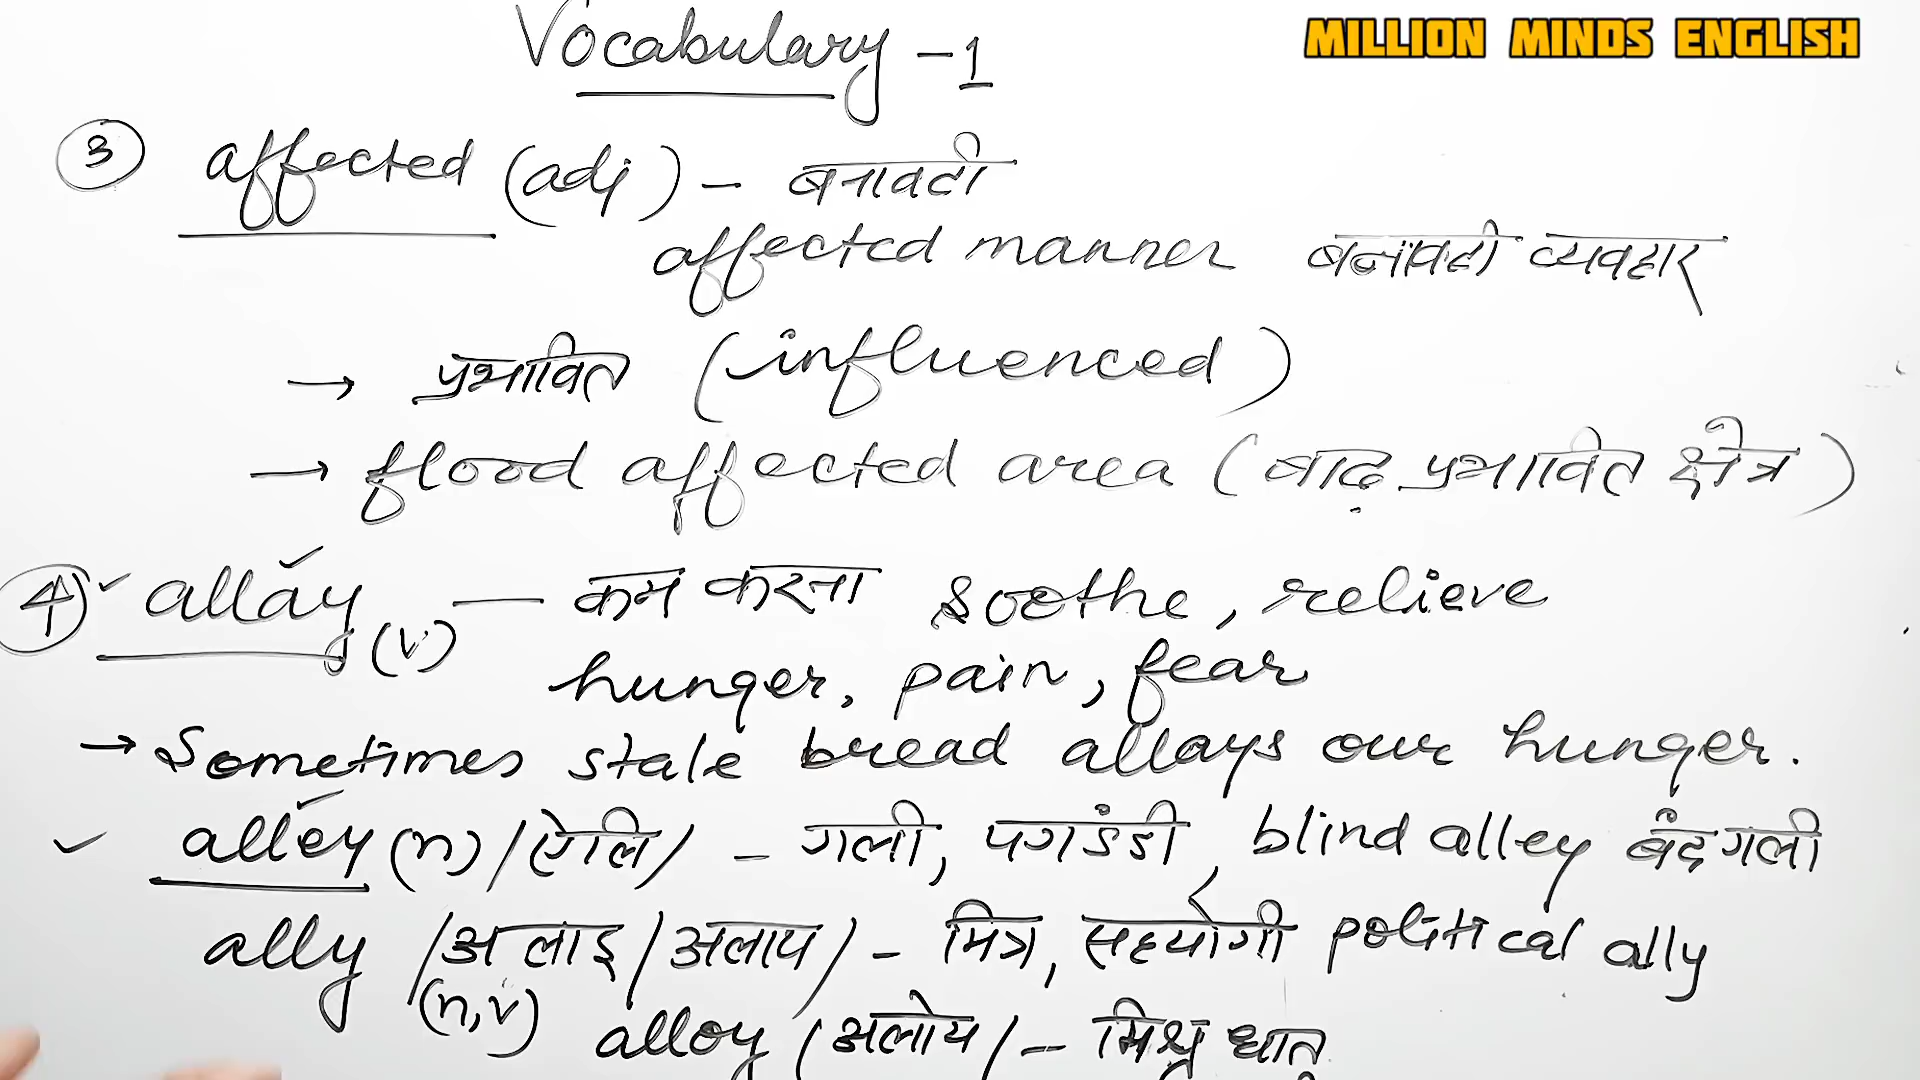 Vocabulary - 1
MILLION MINDS ENGLISH
3 affected (adj) - बनावटी
affected manner बनावटी व्यवहार
→ प्रभावित (influenced)
→ flood affected area (बाढ़ प्रभावित क्षेत्र)
4 allay (v) — कम करना soothe, relieve
hunger, pain, fear
→ Sometimes stale bread allays our hunger.
alley (n) /ऐलि/ - गली, पगडंडी, blind alley बंद गली
ally /अलाइ/अलाय/ - मित्र, सहयोगी political ally
(n,v) alloy /अलोय/ - मिश्र धातु